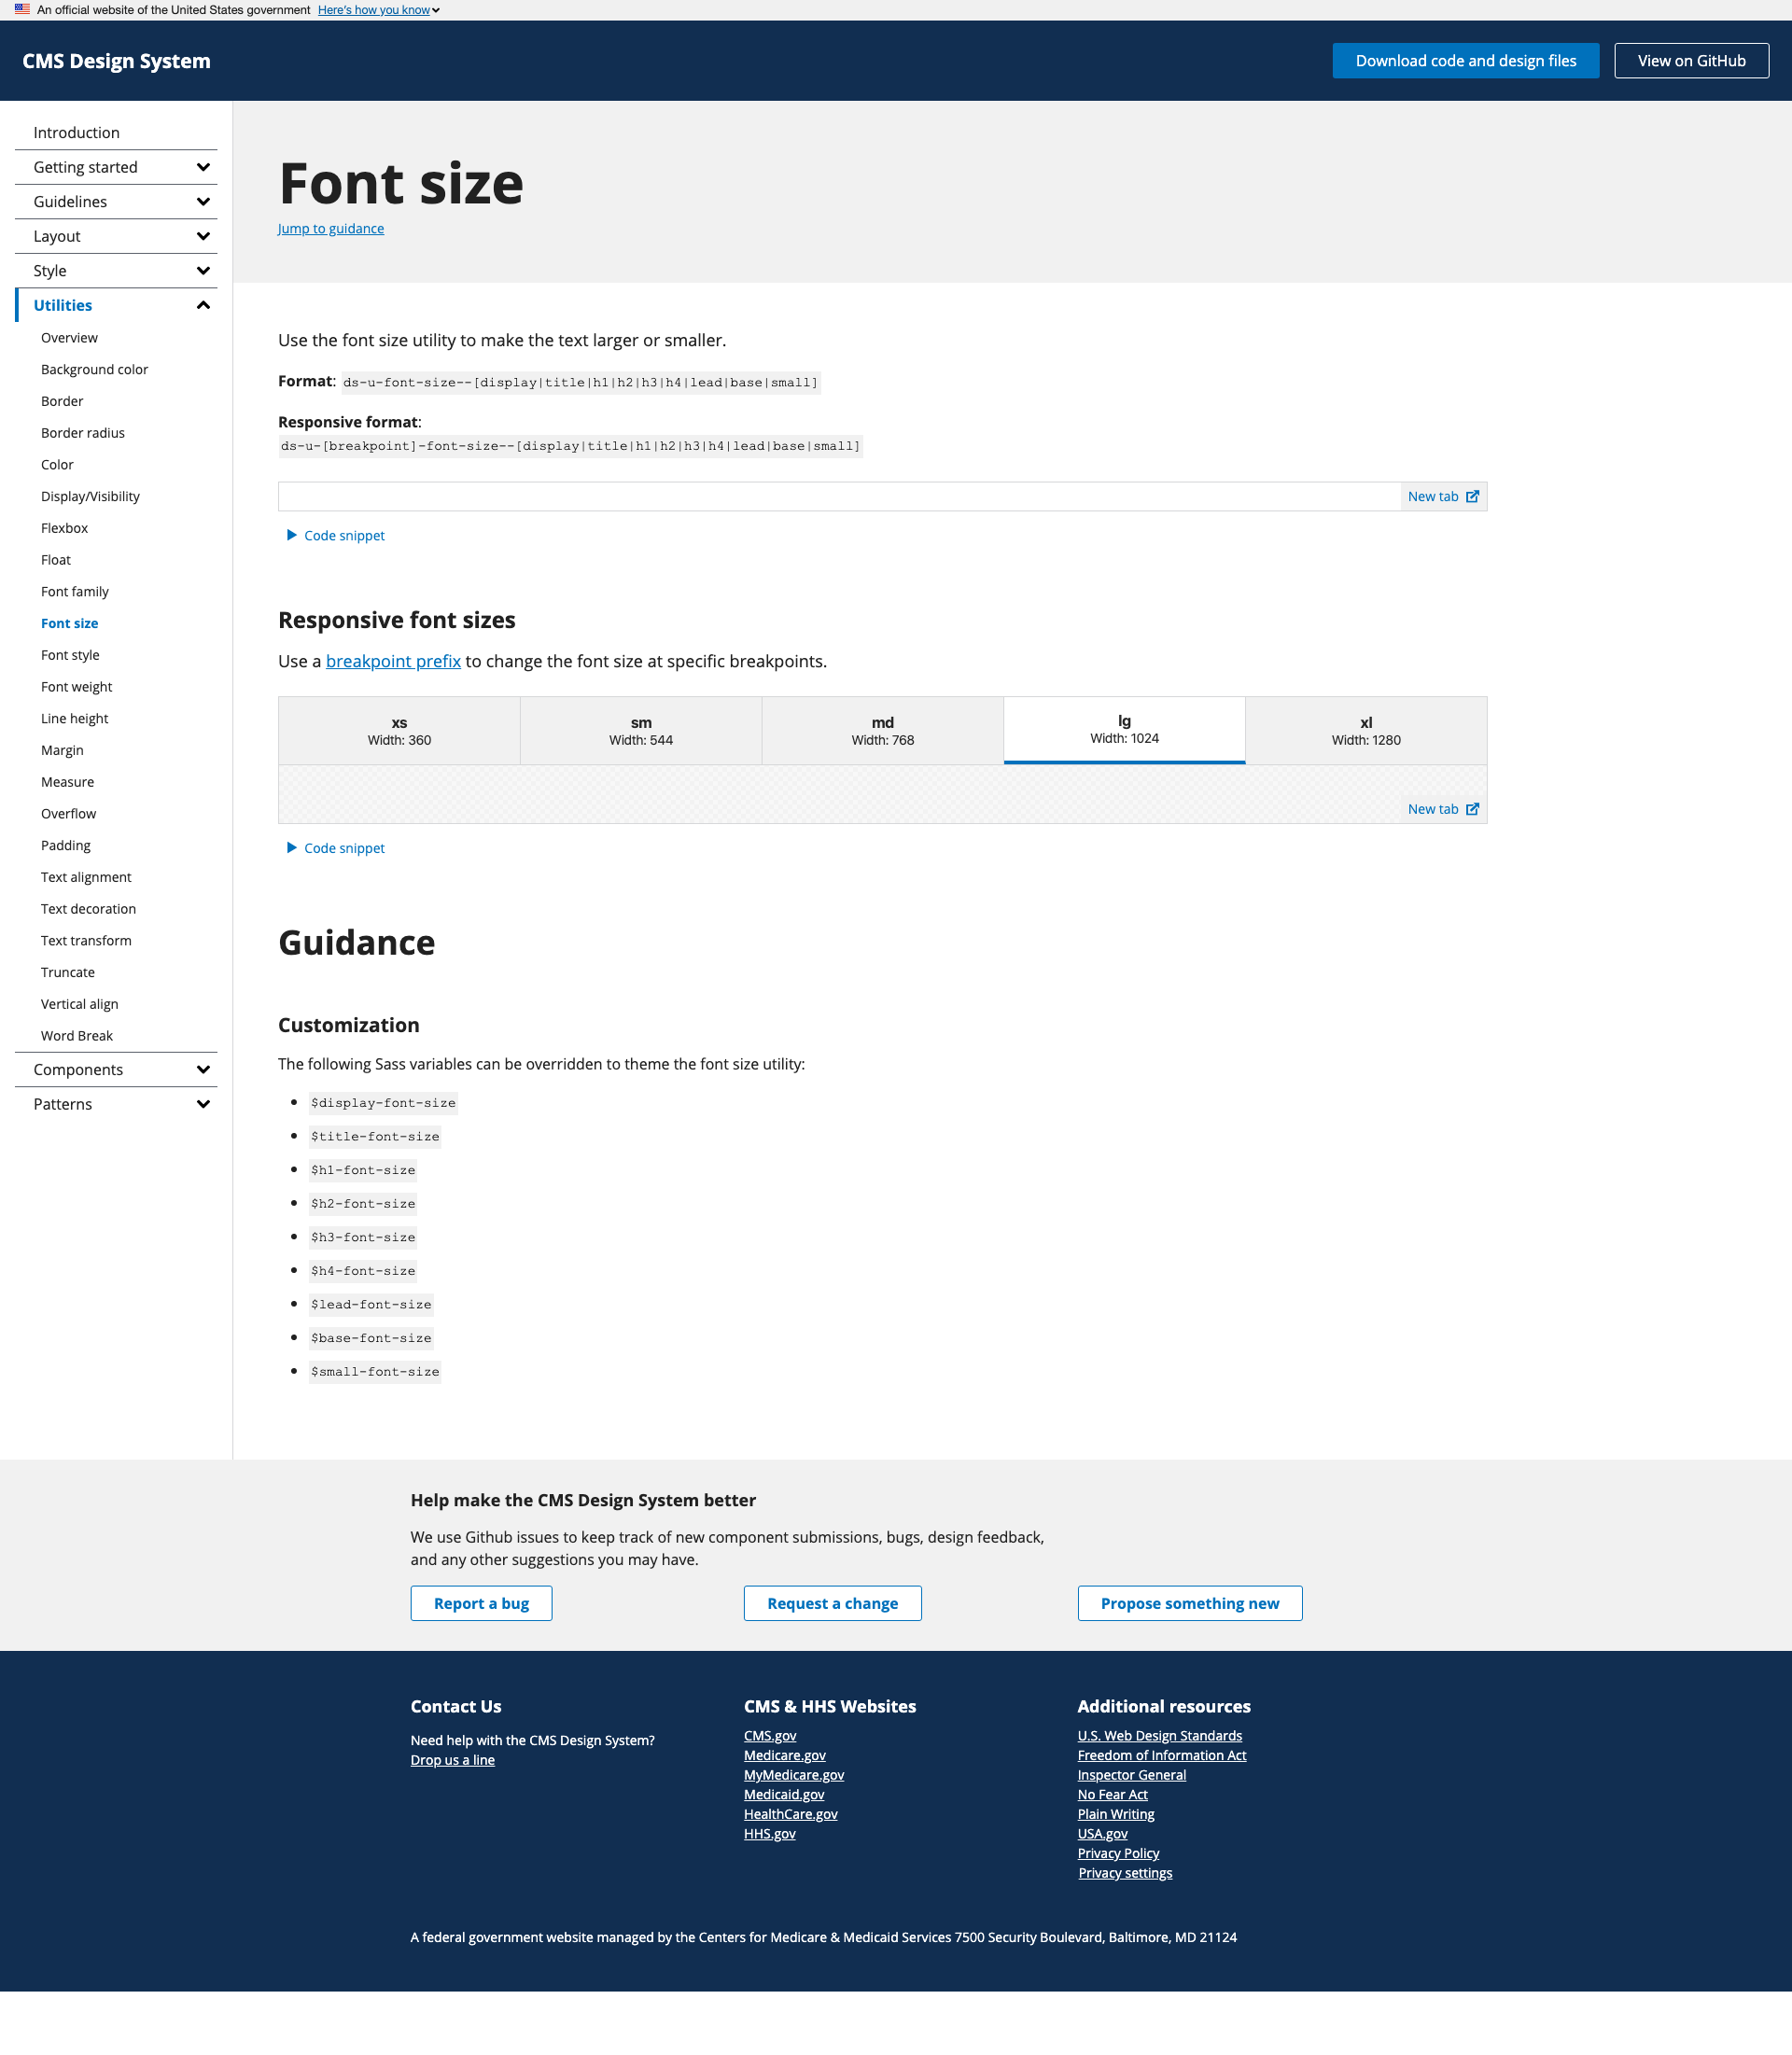 An official website of the United States government Here's how you know
CMS Design System
Download code and design files
View on GitHub
Introduction
Getting started
Guidelines
Layout
Style
Utilities
Overview
Background color
Border
Border radius
Color
Display/Visibility
Flexbox
Float
Font family
Font size
Font style
Font weight
Line height
Margin
Measure
Overflow
Padding
Text alignment
Text decoration
Text transform
Truncate
Vertical align
Word Break
Components
Patterns
Font size
Jump to guidance
Use the font size utility to make the text larger or smaller.
Format: ds-u-font-size--[display|title|h1|h2|h3|h4|lead|base|small]
Responsive format:
ds-u-[breakpoint]-font-size--[display|title|h1|h2|h3|h4|lead|base|small]
New tab
Code snippet
Responsive font sizes
Use a breakpoint prefix to change the font size at specific breakpoints.
xs
Width: 360
sm
Width: 544
md
Width: 768
lg
Width: 1024
xl
Width: 1280
New tab
Code snippet
Guidance
Customization
The following Sass variables can be overridden to theme the font size utility:
$display-font-size
$title-font-size
$h1-font-size
$h2-font-size
$h3-font-size
$h4-font-size
$lead-font-size
$base-font-size
$small-font-size
Help make the CMS Design System better
We use Github issues to keep track of new component submissions, bugs, design feedback,
and any other suggestions you may have.
Report a bug
Request a change
Propose something new
Contact Us
Need help with the CMS Design System?
Drop us a line
CMS & HHS Websites
CMS.gov
Medicare.gov
MyMedicare.gov
Medicaid.gov
HealthCare.gov
HHS.gov
Additional resources
U.S. Web Design Standards
Freedom of Information Act
Inspector General
No Fear Act
Plain Writing
USA.gov
Privacy Policy
Privacy settings
A federal government website managed by the Centers for Medicare & Medicaid Services 7500 Security Boulevard, Baltimore, MD 21124